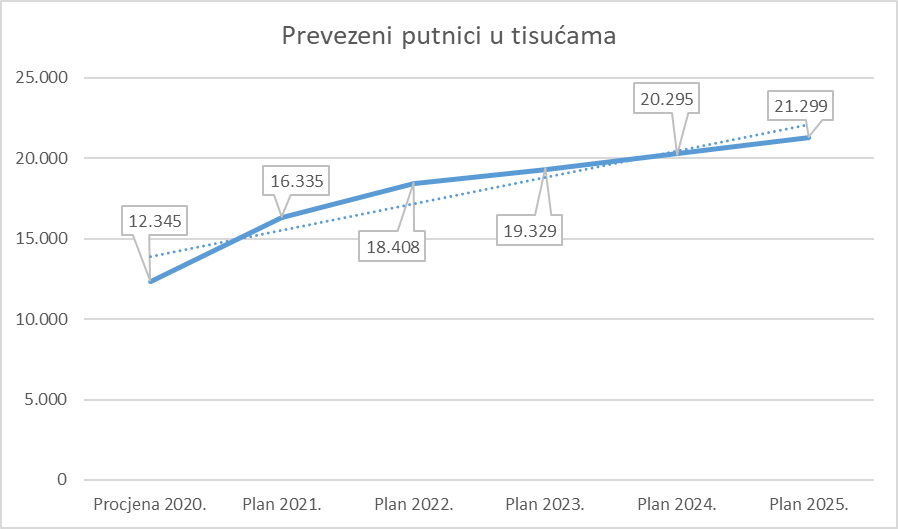 Prevezeni putnici u tisućama
25.000
20.000
15.000
10.000
5.000
0
12.345
16.335
18.408
19.329
20.295
21.299
Procjena 2020.
Plan 2021.
Plan 2022.
Plan 2023.
Plan 2024.
Plan 2025.